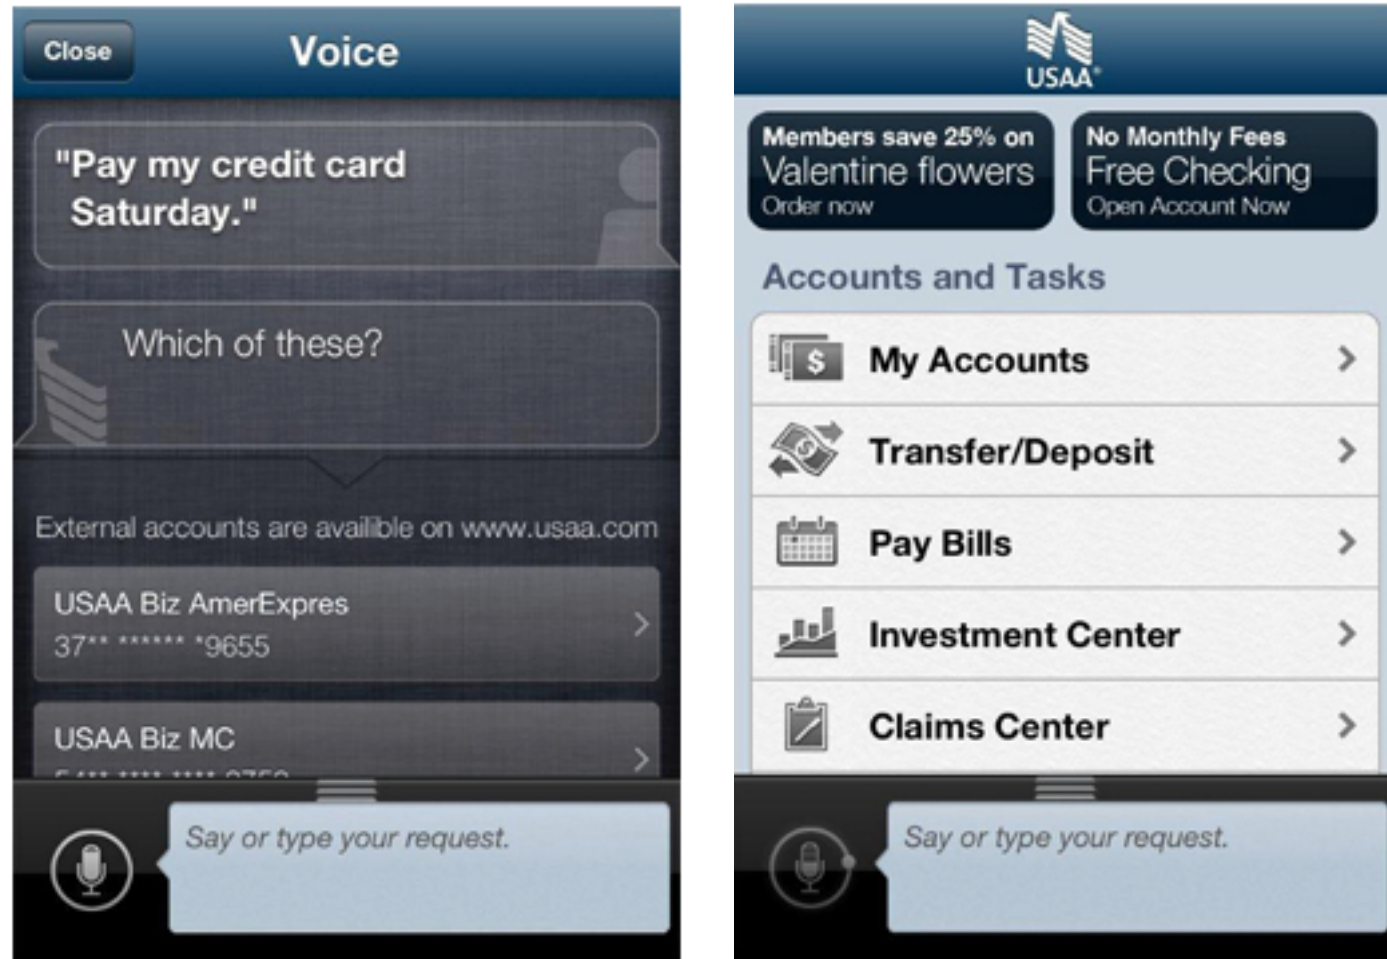 Close
Voice
"Pay my credit card
Saturday."
Which of these?
External accounts are availible on www.usaa.com
USAA Biz AmerExpres
37** ****** *9655
USAA Biz MC
Say or type your request.
USAA®
Members save 25% on
Valentine flowers
Order now
No Monthly Fees
Free Checking
Open Account Now
Accounts and Tasks
$ My Accounts
$ Transfer/Deposit
Pay Bills
Investment Center
Claims Center
Say or type your request.